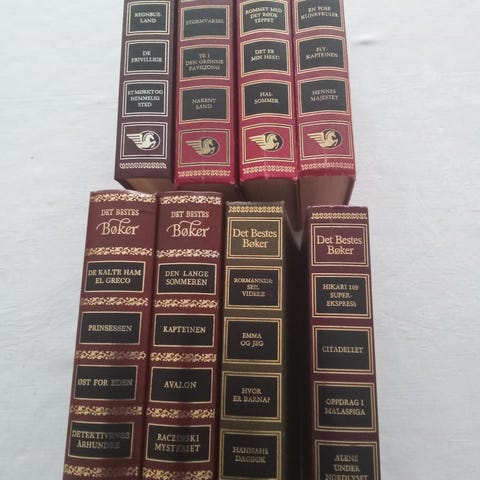 REGNBUE-
LAND
DE
FRIVILLIGE
ET MØRKT OG
HEMMELIG
STED
STORMVARSEL
TE I
DEN GRØNNE
PAVILJONG
NAKENT
LAND
ROMMET MED
DET RØDE
TEPPET
DET ER
MIN HEST!
HAI-
SOMMER
EN POSE
KLINKEKULER
FLY-
KAPTEINEN
HENNES
MAJESTET
DET BESTES
Bøker
DE KALTE HAM
EL GRECO
PRINSESSEN
ØST FOR EDEN
DETEKTIVENES
ÅRHUNDRE
DET BESTES
Bøker
DEN LANGE
SOMMEREN
KAPTEINEN
AVALON
RACZINSKI
MYSTERIET
Det Bestes
Bøker
SEIL
VIDERE
EMMA
OG JEG
HVOR
ER BARNA?
HANNAHS
DAGBOK
Det Bestes
Bøker
HIKARI 109
SUPER-
EKSPRESS
CITADELLET
OPPDRAG I
MALASPIGA
ALENE
UNDER
NORDLYSET